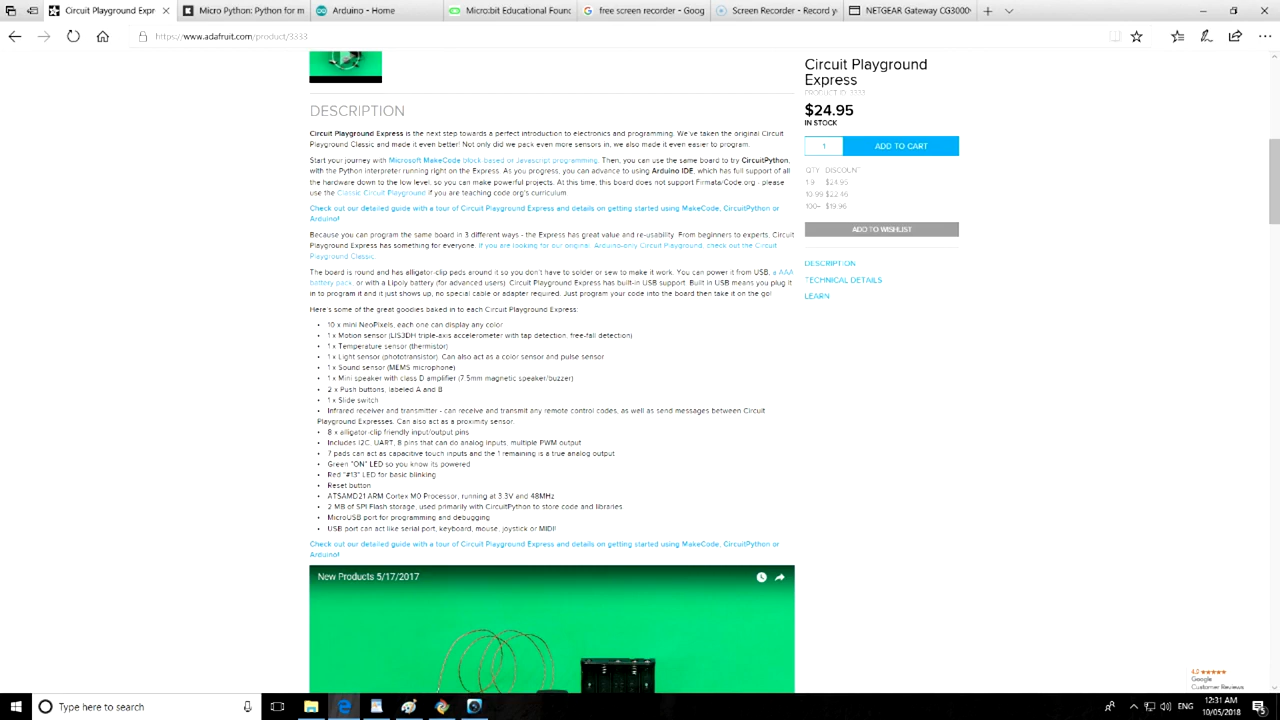 Circuit Playground Expr
Micro Python: Python for m
Arduino - Home
Micro:bit Educational Foun
free screen recorder - Goog
Screen Recorder - Record y
NETGEAR Gateway CG3000
https://www.adafruit.com/product/3333
Circuit Playground
Express
PRODUCT ID: 3333
$24.95
IN STOCK
1
ADD TO CART
QTY DISCOUNT
1-9 $24.95
10-99 $22.46
100+ $19.96
ADD TO WISHLIST
DESCRIPTION
TECHNICAL DETAILS
LEARN
DESCRIPTION
Circuit Playground Express is the next step towards a perfect introduction to electronics and programming. We've taken the original Circuit
Playground Classic and made it even better! Not only did we pack even more sensors in, we also made it even easier to program.
Start your journey with Microsoft MakeCode block based or Javascript programming. Then, you can use the same board to try CircuitPython,
with the Python interpreter running right on the Express. As you progress, you can advance to using Arduino IDE, which has full support of all
the hardware down to the low level, so you can make powerful projects. At this time, this board does not support Firmata/Code.org - please
use the Classic Circuit Playground if you are teaching code.org's curriculum.
Check out our detailed guide with a tour of Circuit Playground Express and details on getting started using MakeCode, CircuitPython or
Arduino!
Because you can program the same board in 3 different ways - the Express has great value and re-usability. From beginners to experts, Circuit
Playground Express has something for everyone. If you are looking for our original, Arduino-only Circuit Playground, check out the Circuit
Playground Classic.
The board is round and has alligator-clip pads around it so you don't have to solder or sew to make it work. You can power it from USB, a AAA
battery pack, or with a Lipoly battery (for advanced users). Circuit Playground Express has built-in USB support. Built in USB means you plug it
in to program it and it just shows up, no special cable or adapter required. Just program your code into the board then take it on the go!
Here's some of the great goodies baked in to each Circuit Playground Express:
• 10 x mini NeoPixels, each one can display any color
• 1 x Motion sensor (LIS3DH triple-axis accelerometer with tap detection, free-fall detection)
• 1 x Temperature sensor (thermistor)
• 1 x Light sensor (phototransistor). Can also act as a color sensor and pulse sensor
• 1 x Sound sensor (MEMS microphone)
• 1 x Mini speaker with class D amplifier (7.5mm magnetic speaker/buzzer)
• 2 x Push buttons, labeled A and B
• 1 x Slide switch
• Infrared receiver and transmitter - can receive and transmit any remote control codes, as well as send messages between Circuit
Playground Expresses. Can also act as a proximity sensor.
• 8 x alligator-clip friendly input/output pins
• Includes I2C, UART, 8 pins that can do analog inputs, multiple PWM output
• 7 pads can act as capacitive touch inputs and the 1 remaining is a true analog output
• Green "ON" LED so you know its powered
• Red "#13" LED for basic blinking
• Reset button
• ATSAMD21 ARM Cortex M0 Processor, running at 3.3V and 48MHz
• 2 MB of SPI Flash storage, used primarily with CircuitPython to store code and libraries.
• MicroUSB port for programming and debugging
• USB port can act like serial port, keyboard, mouse, joystick or MIDI!
Check out our detailed guide with a tour of Circuit Playground Express and details on getting started using MakeCode, CircuitPython or
Arduino!
New Products 5/17/2017
Google
Customer Reviews
Type here to search
ENG
12:31 AM
10/05/2018